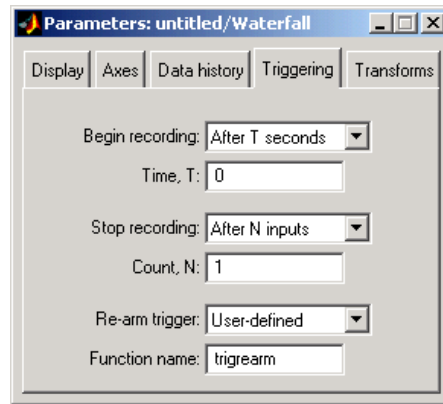 Parameters: untitled/Waterfall
Display Axes Data history Triggering Transforms
Begin recording: After T seconds
Time, T: 0
Stop recording: After N inputs
Count, N: 1
Re-arm trigger: User-defined
Function name: trigrearm